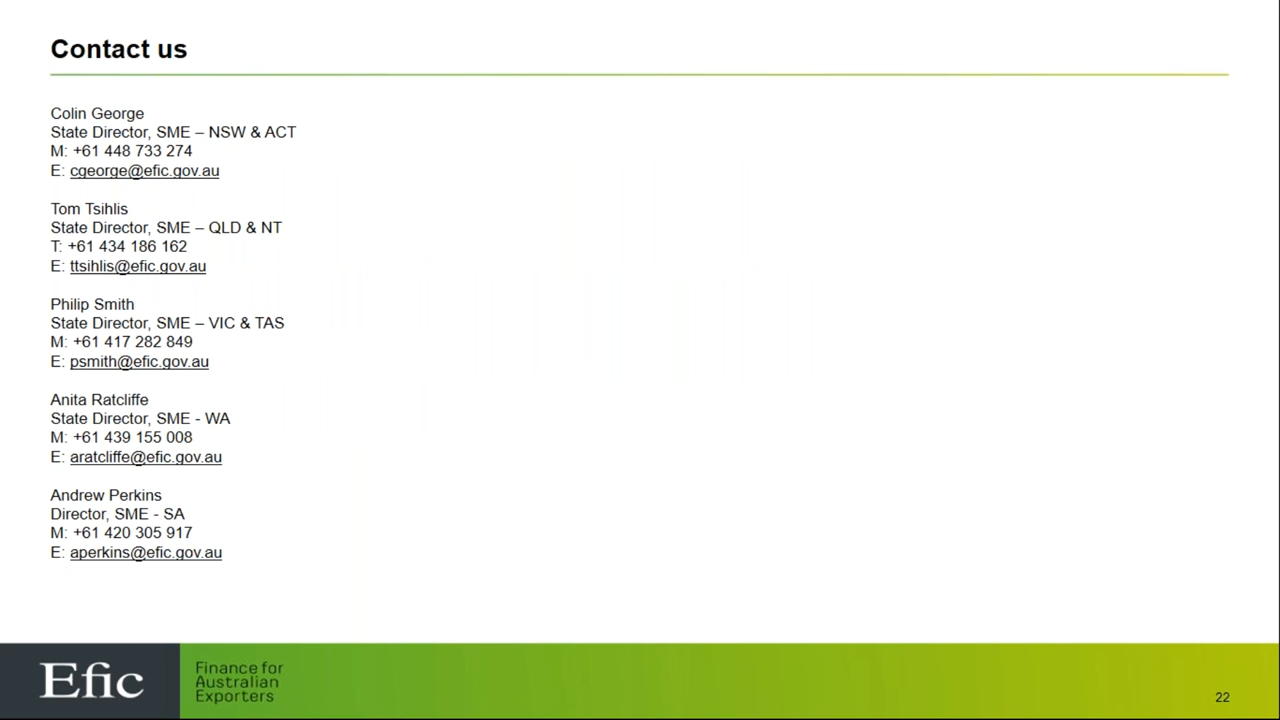 Contact us
Colin George
State Director, SME – NSW & ACT
M: +61 448 733 274
E: cgeorge@efic.gov.au
Tom Tsihlis
State Director, SME – QLD & NT
T: +61 434 186 162
E: ttsihlis@efic.gov.au
Philip Smith
State Director, SME – VIC & TAS
M: +61 417 282 849
E: psmith@efic.gov.au
Anita Ratcliffe
State Director, SME - WA
M: +61 439 155 008
E: aratcliffe@efic.gov.au
Andrew Perkins
Director, SME - SA
M: +61 420 305 917
E: aperkins@efic.gov.au
Efic
Finance for
Australian
Exporters
22